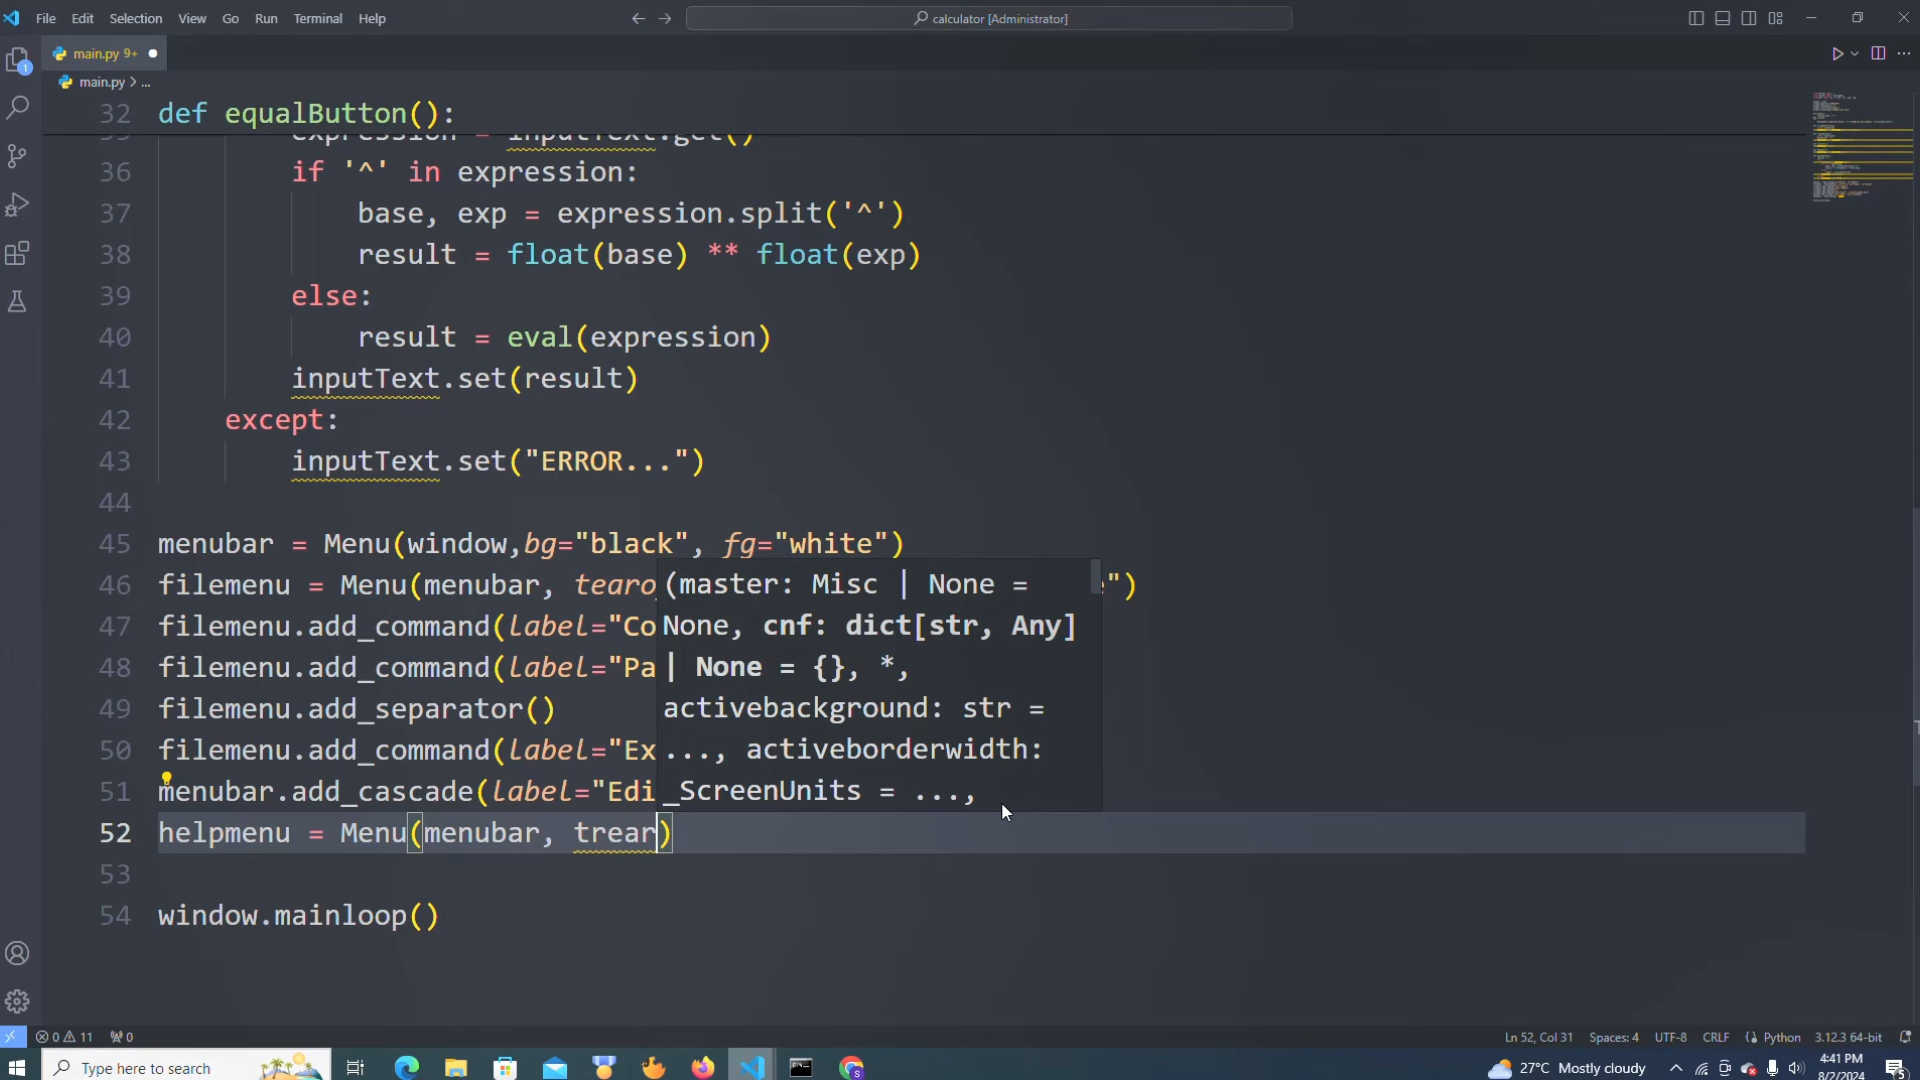 File Edit Selection View Go Run Terminal Help
calculator [Administrator]
main.py 9+
main.py > ...
32 def equalButton():
35 expression = inputText.get()
36 if '^' in expression:
37 base, exp = expression.split('^')
38 result = float(base) ** float(exp)
39 else:
40 result = eval(expression)
41 inputText.set(result)
42 except:
43 inputText.set("ERROR...")
44
45 menubar = Menu(window,bg="black", fg="white")
46 filemenu = Menu(menubar, tearo
(master: Misc | None =
")
47 filemenu.add_command(label="Co
None, cnf: dict[str, Any]
48 filemenu.add_command(label="Pa
| None = {}, *,
49 filemenu.add_separator()
activebackground: str =
50 filemenu.add_command(label="Ex
..., activeborderwidth:
51 menubar.add_cascade(label="Edi
_ScreenUnits = ...,
52 helpmenu = Menu(menubar, trear)
53
54 window.mainloop()
1
0 11 0
Ln 52, Col 31 Spaces: 4 UTF-8 CRLF Python 3.12.3 64-bit
Type here to search
27°C Mostly cloudy
4:41 PM
8/2/2024
5